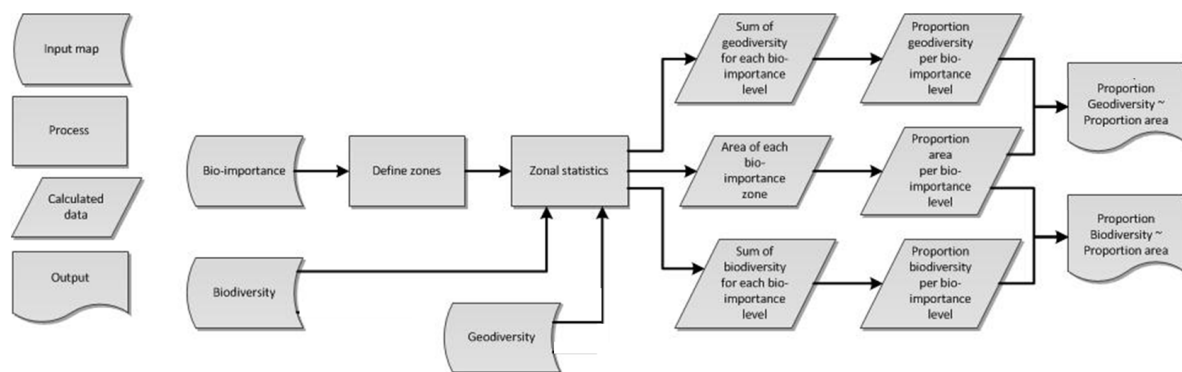 Input map
Process
Calculated
data
Output
Bio-importance
Define zones
Zonal statistics
Biodiversity
Geodiversity
Sum of
geodiversity
for each bio-
importance
level
Proportion
geodiversity
per bio-
importance
level
Area of each
bio-
importance
zone
Proportion
area
per bio-
importance
level
Sum of
biodiversity
for each bio-
importance
level
Proportion
biodiversity
per bio-
importance
level
Proportion
Geodiversity ~
Proportion area
Proportion
Biodiversity ~
Proportion area